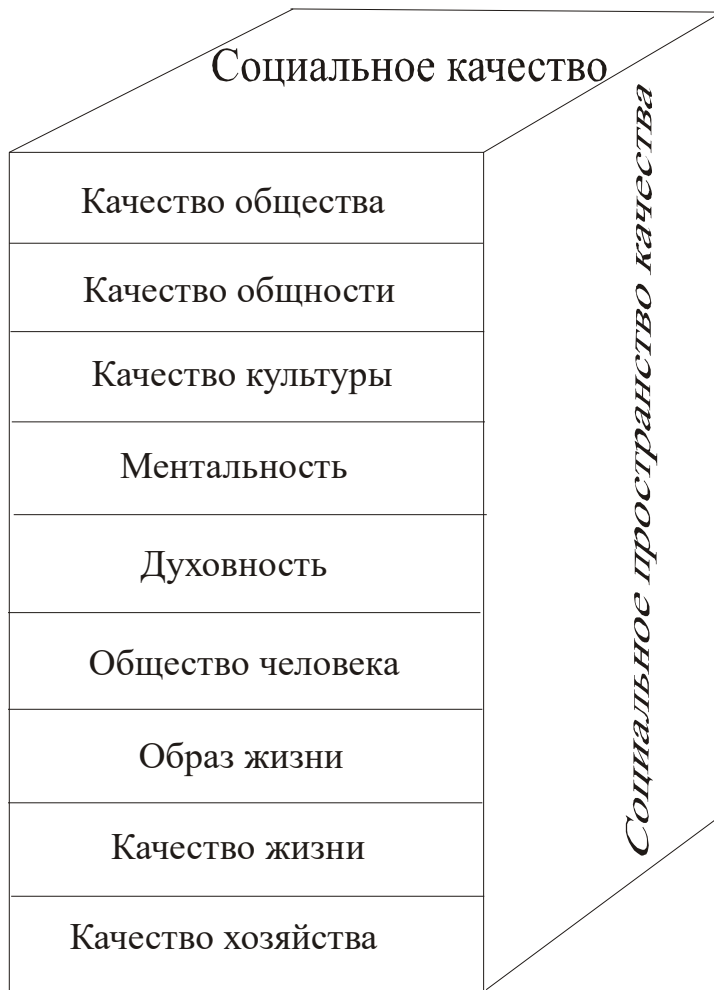 Социальное качество
Качество общества
Качество общности
Качество культуры
Ментальность
Духовность
Общество человека
Образ жизни
Качество жизни
Качество хозяйства
Социальное пространство качества